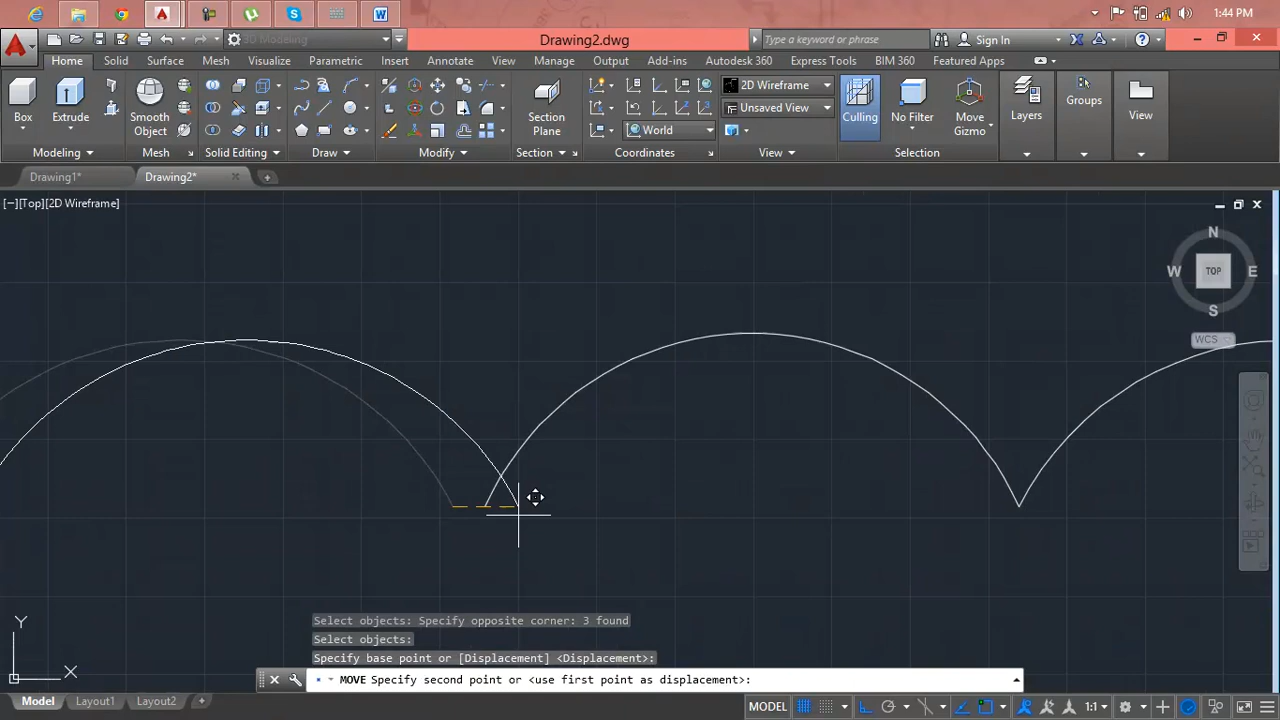 1:44 PM
3D Modeling
Drawing2.dwg
Type a keyword or phrase
Sign In
Home
Solid
Surface
Mesh
Visualize
Parametric
Insert
Annotate
View
Manage
Output
Add-ins
Autodesk 360
Express Tools
BIM 360
Featured Apps
Box
Extrude
Smooth
Object
Section
Plane
World
2D Wireframe
Unsaved View
Culling
No Filter
Move
Gizmo
Layers
Groups
View
Modeling
Mesh
Solid Editing
Draw
Modify
Section
Coordinates
View
Selection
Drawing1*
Drawing2*
[−][Top][2D Wireframe]
N
W
TOP
E
S
WCS
Y
X
Select objects: Specify opposite corner: 3 found
Select objects:
Specify base point or [Displacement] <Displacement>:
MOVE Specify second point or <use first point as displacement>:
Model
Layout1
Layout2
MODEL
1:1